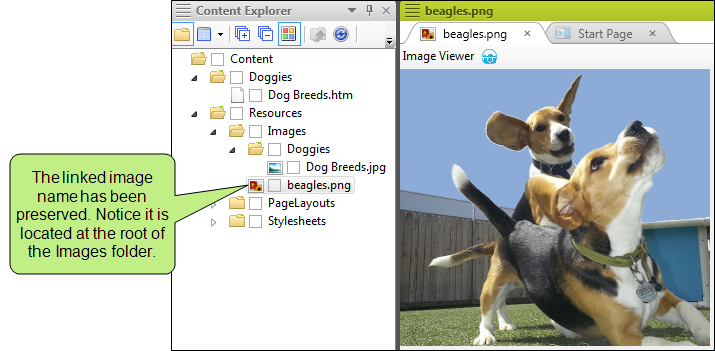 Content Explorer
beagles.png
beagles.png
Start Page
Image Viewer
Content
Doggies
Dog Breeds.htm
Resources
Images
Doggies
Dog Breeds.jpg
beagles.png
PageLayouts
Stylesheets
The linked image
name has been
preserved. Notice it is
located at the root of
the Images folder.